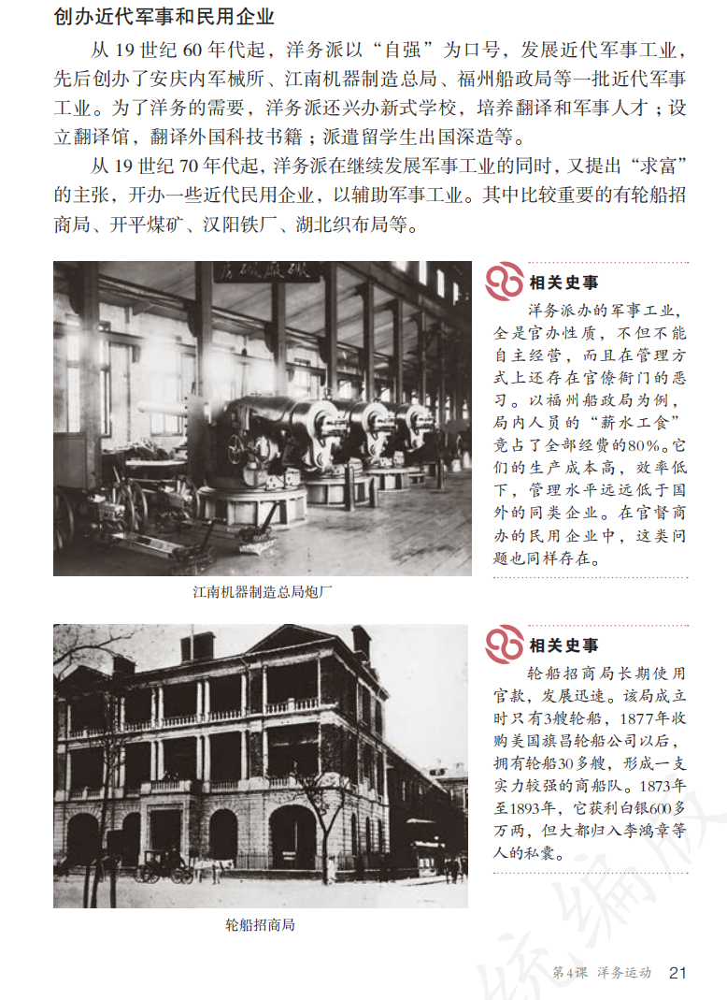 创办近代军事和民用企业
从19世纪60年代起，洋务派以“自强”为口号，发展近代军事工业，
先后创办了安庆内军械所、江南机器制造总局、福州船政局等一批近代军事
工业。为了洋务的需要，洋务派还兴办新式学校，培养翻译和军事人才；设
立翻译馆，翻译外国科技书籍；派遣留学生出国深造等。
从19世纪70年代起，洋务派在继续发展军事工业的同时，又提出“求富”
的主张，开办一些近代民用企业，以辅助军事工业。其中比较重要的有轮船招
商局、开平煤矿、汉阳铁厂、湖北织布局等。
江南机器制造总局炮厂
相关史事
洋务派办的军事工业，
全是官办性质，不但不能
自主经营，而且在管理方
式上还存在官僚衙门的恶
习。以福州船政局为例，
局内人员的“薪水工食”
竟占了全部经费的80%。它
们的生产成本高，效率低
下，管理水平远远低于国
外的同类企业。在官督商
办的民用企业中，这类问
题也同样存在。
轮船招商局
相关史事
轮船招商局长期使用
官款，发展迅速。该局成立
时只有3艘轮船，1877年收
购美国旗昌轮船公司以后，
拥有轮船30多艘，形成一支
实力较强的商船队。1873年
至1893年，它获利白银600多
万两，但大都归入李鸿章等
人的私囊。
统编版
第4课 洋务运动 21